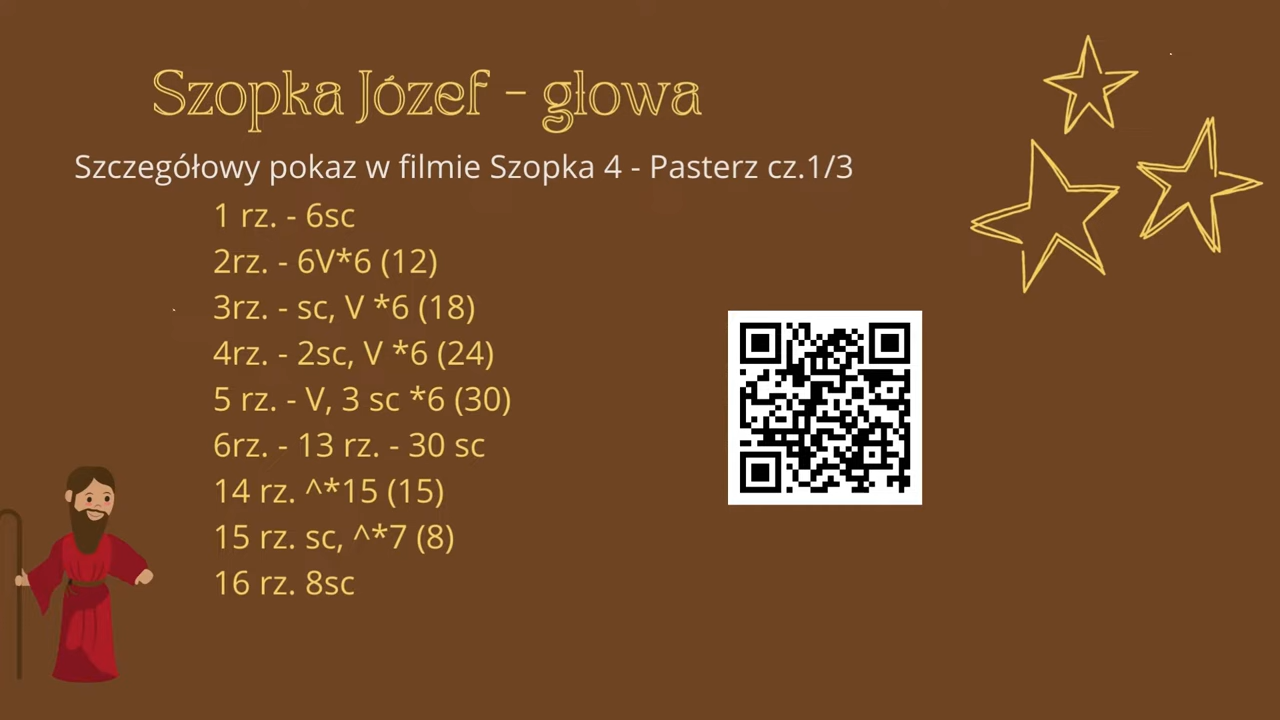 Szopka Józef - głowa
Szczegółowy pokaz w filmie Szopka 4 - Pasterz cz.1/3
1 rz. - 6sc
2rz. - 6V*6 (12)
3rz. - sc, V *6 (18)
4rz. - 2sc, V *6 (24)
5 rz. - V, 3 sc *6 (30)
6rz. - 13 rz. - 30 sc
14 rz. ^*15 (15)
15 rz. sc, ^*7 (8)
16 rz. 8sc